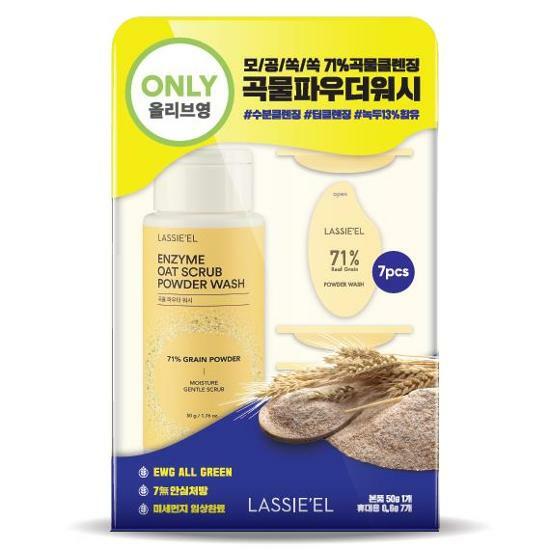 ONLY
올리브영
모/공/쏙/쏙 71%곡물클렌징
곡물파우더워시
#수분클렌징 #딥클렌징 #녹두13%함유
LASSIE'EL
ENZYME
OAT SCRUB
POWDER WASH
곡물 파우더 워시
71% GRAIN POWDER
MOISTURE
GENTLE SCRUB
50 g / 1.76 oz.
open
LASSIE'EL
71%
Real Grain
POWDER WASH
7pcs
EWG ALL GREEN
7無 안심처방
미세먼지 임상완료
LASSIE'EL
본품 50g 1개
휴대용 0.6g 7개